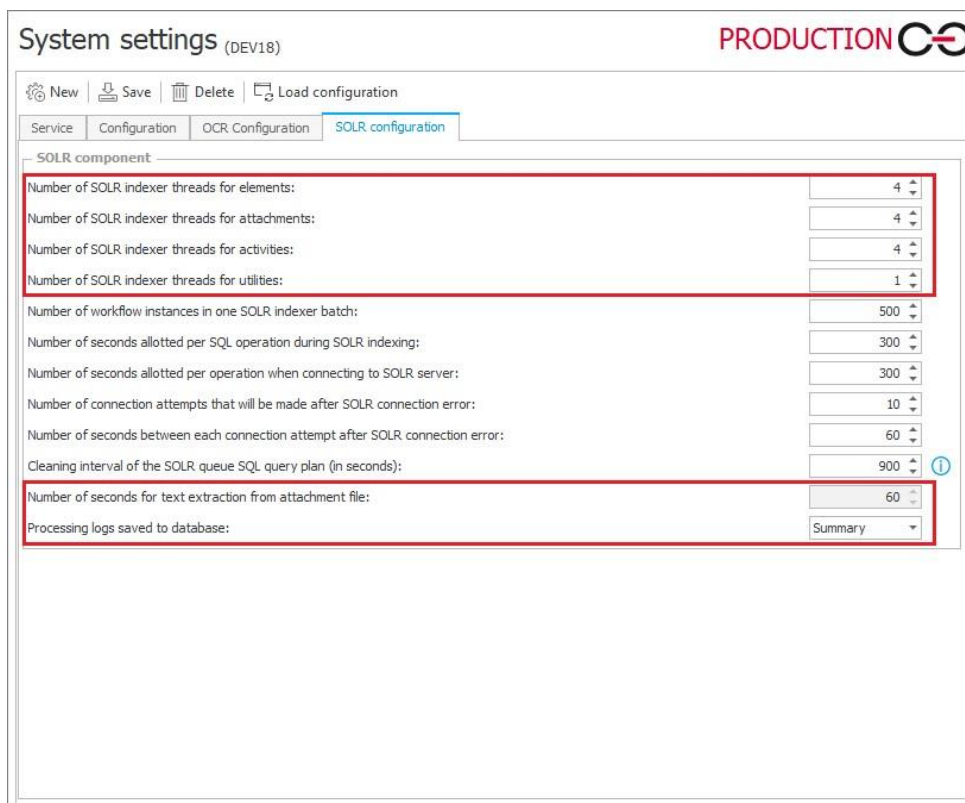 System settings (DEV18)
PRODUCTION
New Save Delete Load configuration
Service Configuration OCR Configuration SOLR configuration
SOLR component
Number of SOLR indexer threads for elements: 4
Number of SOLR indexer threads for attachments: 4
Number of SOLR indexer threads for activities: 4
Number of SOLR indexer threads for utilities: 1
Number of workflow instances in one SOLR indexer batch: 500
Number of seconds allotted per SQL operation during SOLR indexing: 300
Number of seconds allotted per operation when connecting to SOLR server: 300
Number of connection attempts that will be made after SOLR connection error: 10
Number of seconds between each connection attempt after SOLR connection error: 60
Cleaning interval of the SOLR queue SQL query plan (in seconds): 900
Number of seconds for text extraction from attachment file: 60
Processing logs saved to database: Summary